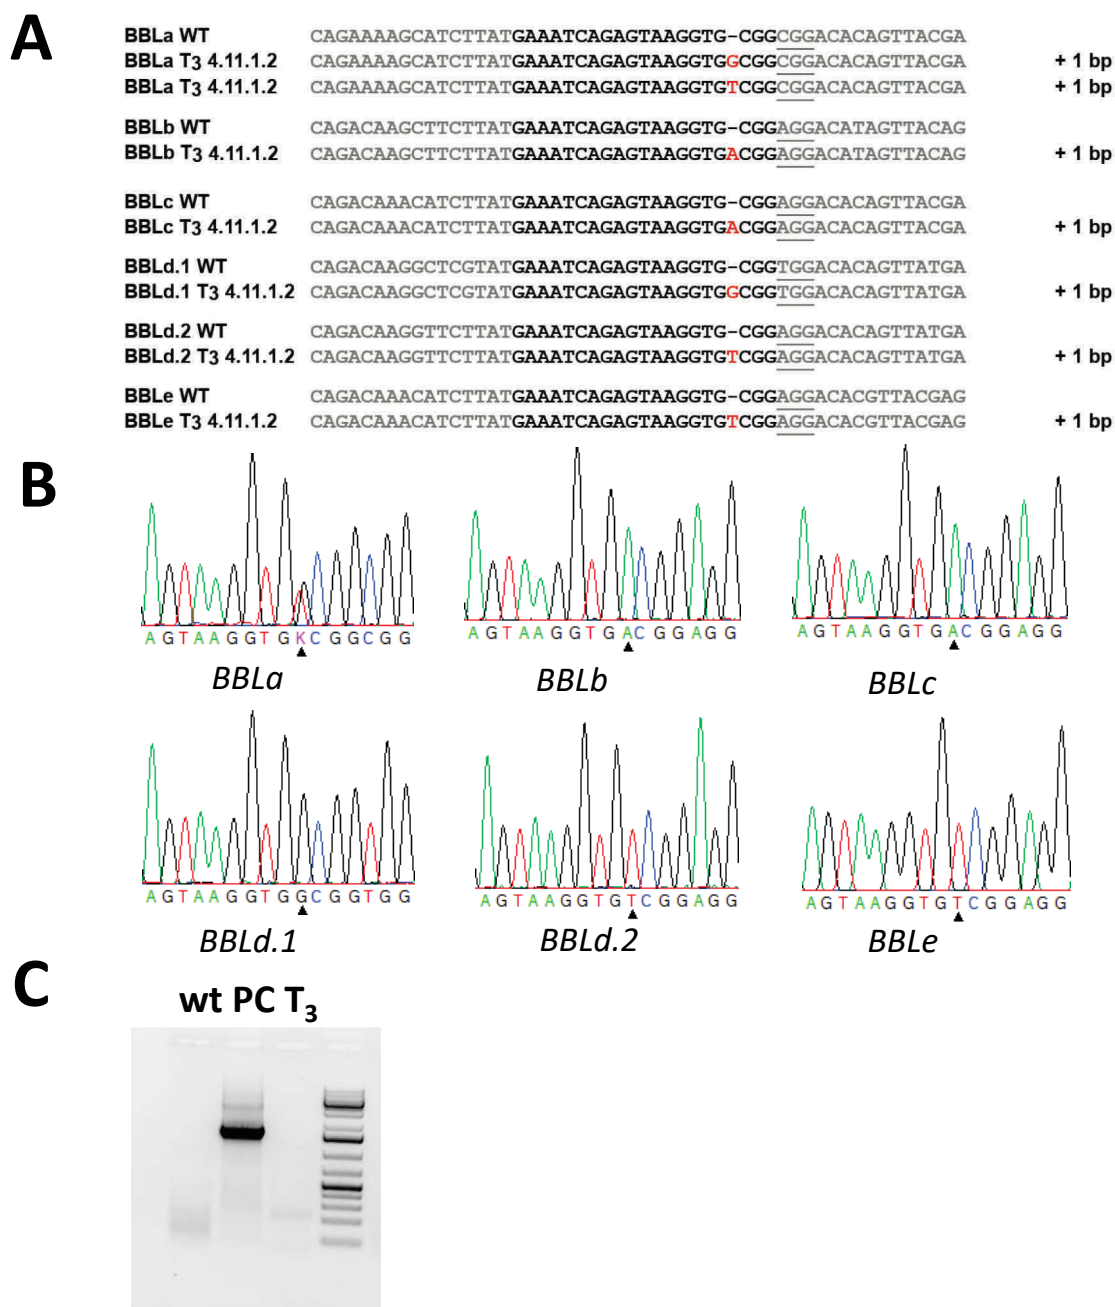 A
BBLa WT CAGAAAAGCATCTTATGAAATCAGAGTAAGGTG-CGGCGGACACAGTTACGA
BBLa T3 4.11.1.2 CAGAAAAGCATCTTATGAAATCAGAGTAAGGTGGCGGCGGACACAGTTACGA + 1 bp
BBLa T3 4.11.1.2 CAGAAAAGCATCTTATGAAATCAGAGTAAGGTGTCGGCGGACACAGTTACGA + 1 bp
BBLb WT CAGACAAGCTTCTTATGAAATCAGAGTAAGGTG-CGGAGGACATAGTTACAG
BBLb T3 4.11.1.2 CAGACAAGCTTCTTATGAAATCAGAGTAAGGTGACGGAGGACATAGTTACAG + 1 bp
BBLc WT CAGACAAACATCTTATGAAATCAGAGTAAGGTG-CGGAGGACACAGTTACGA
BBLc T3 4.11.1.2 CAGACAAACATCTTATGAAATCAGAGTAAGGTGACGGAGGACACAGTTACGA + 1 bp
BBLd.1 WT CAGACAAGGCTCGTATGAAATCAGAGTAAGGTG-CGGTGGACACAGTTATGA
BBLd.1 T3 4.11.1.2 CAGACAAGGCTCGTATGAAATCAGAGTAAGGTGGCGGTGGACACAGTTATGA + 1 bp
BBLd.2 WT CAGACAAGGTTCTTATGAAATCAGAGTAAGGTG-CGGAGGACACAGTTATGA
BBLd.2 T3 4.11.1.2 CAGACAAGGTTCTTATGAAATCAGAGTAAGGTGTCGGAGGACACAGTTATGA + 1 bp
BBLe WT CAGACAAACATCTTATGAAATCAGAGTAAGGTG-CGGAGGACACGTTACGAG
BBLe T3 4.11.1.2 CAGACAAACATCTTATGAAATCAGAGTAAGGTGTCGGAGGACACGTTACGAG + 1 bp
B
AGTAAGGTGKCGGCGG AGTAAGGTGACGGAGG AGTAAGGTGACGGAGG
BBLa BBLb BBLc
AGTAAGGTGGCGGTGG AGTAAGGTGTCGGAGG AGTAAGGTGTCGGAGG
BBLd.1 BBLd.2 BBLe
C
wt PC T3